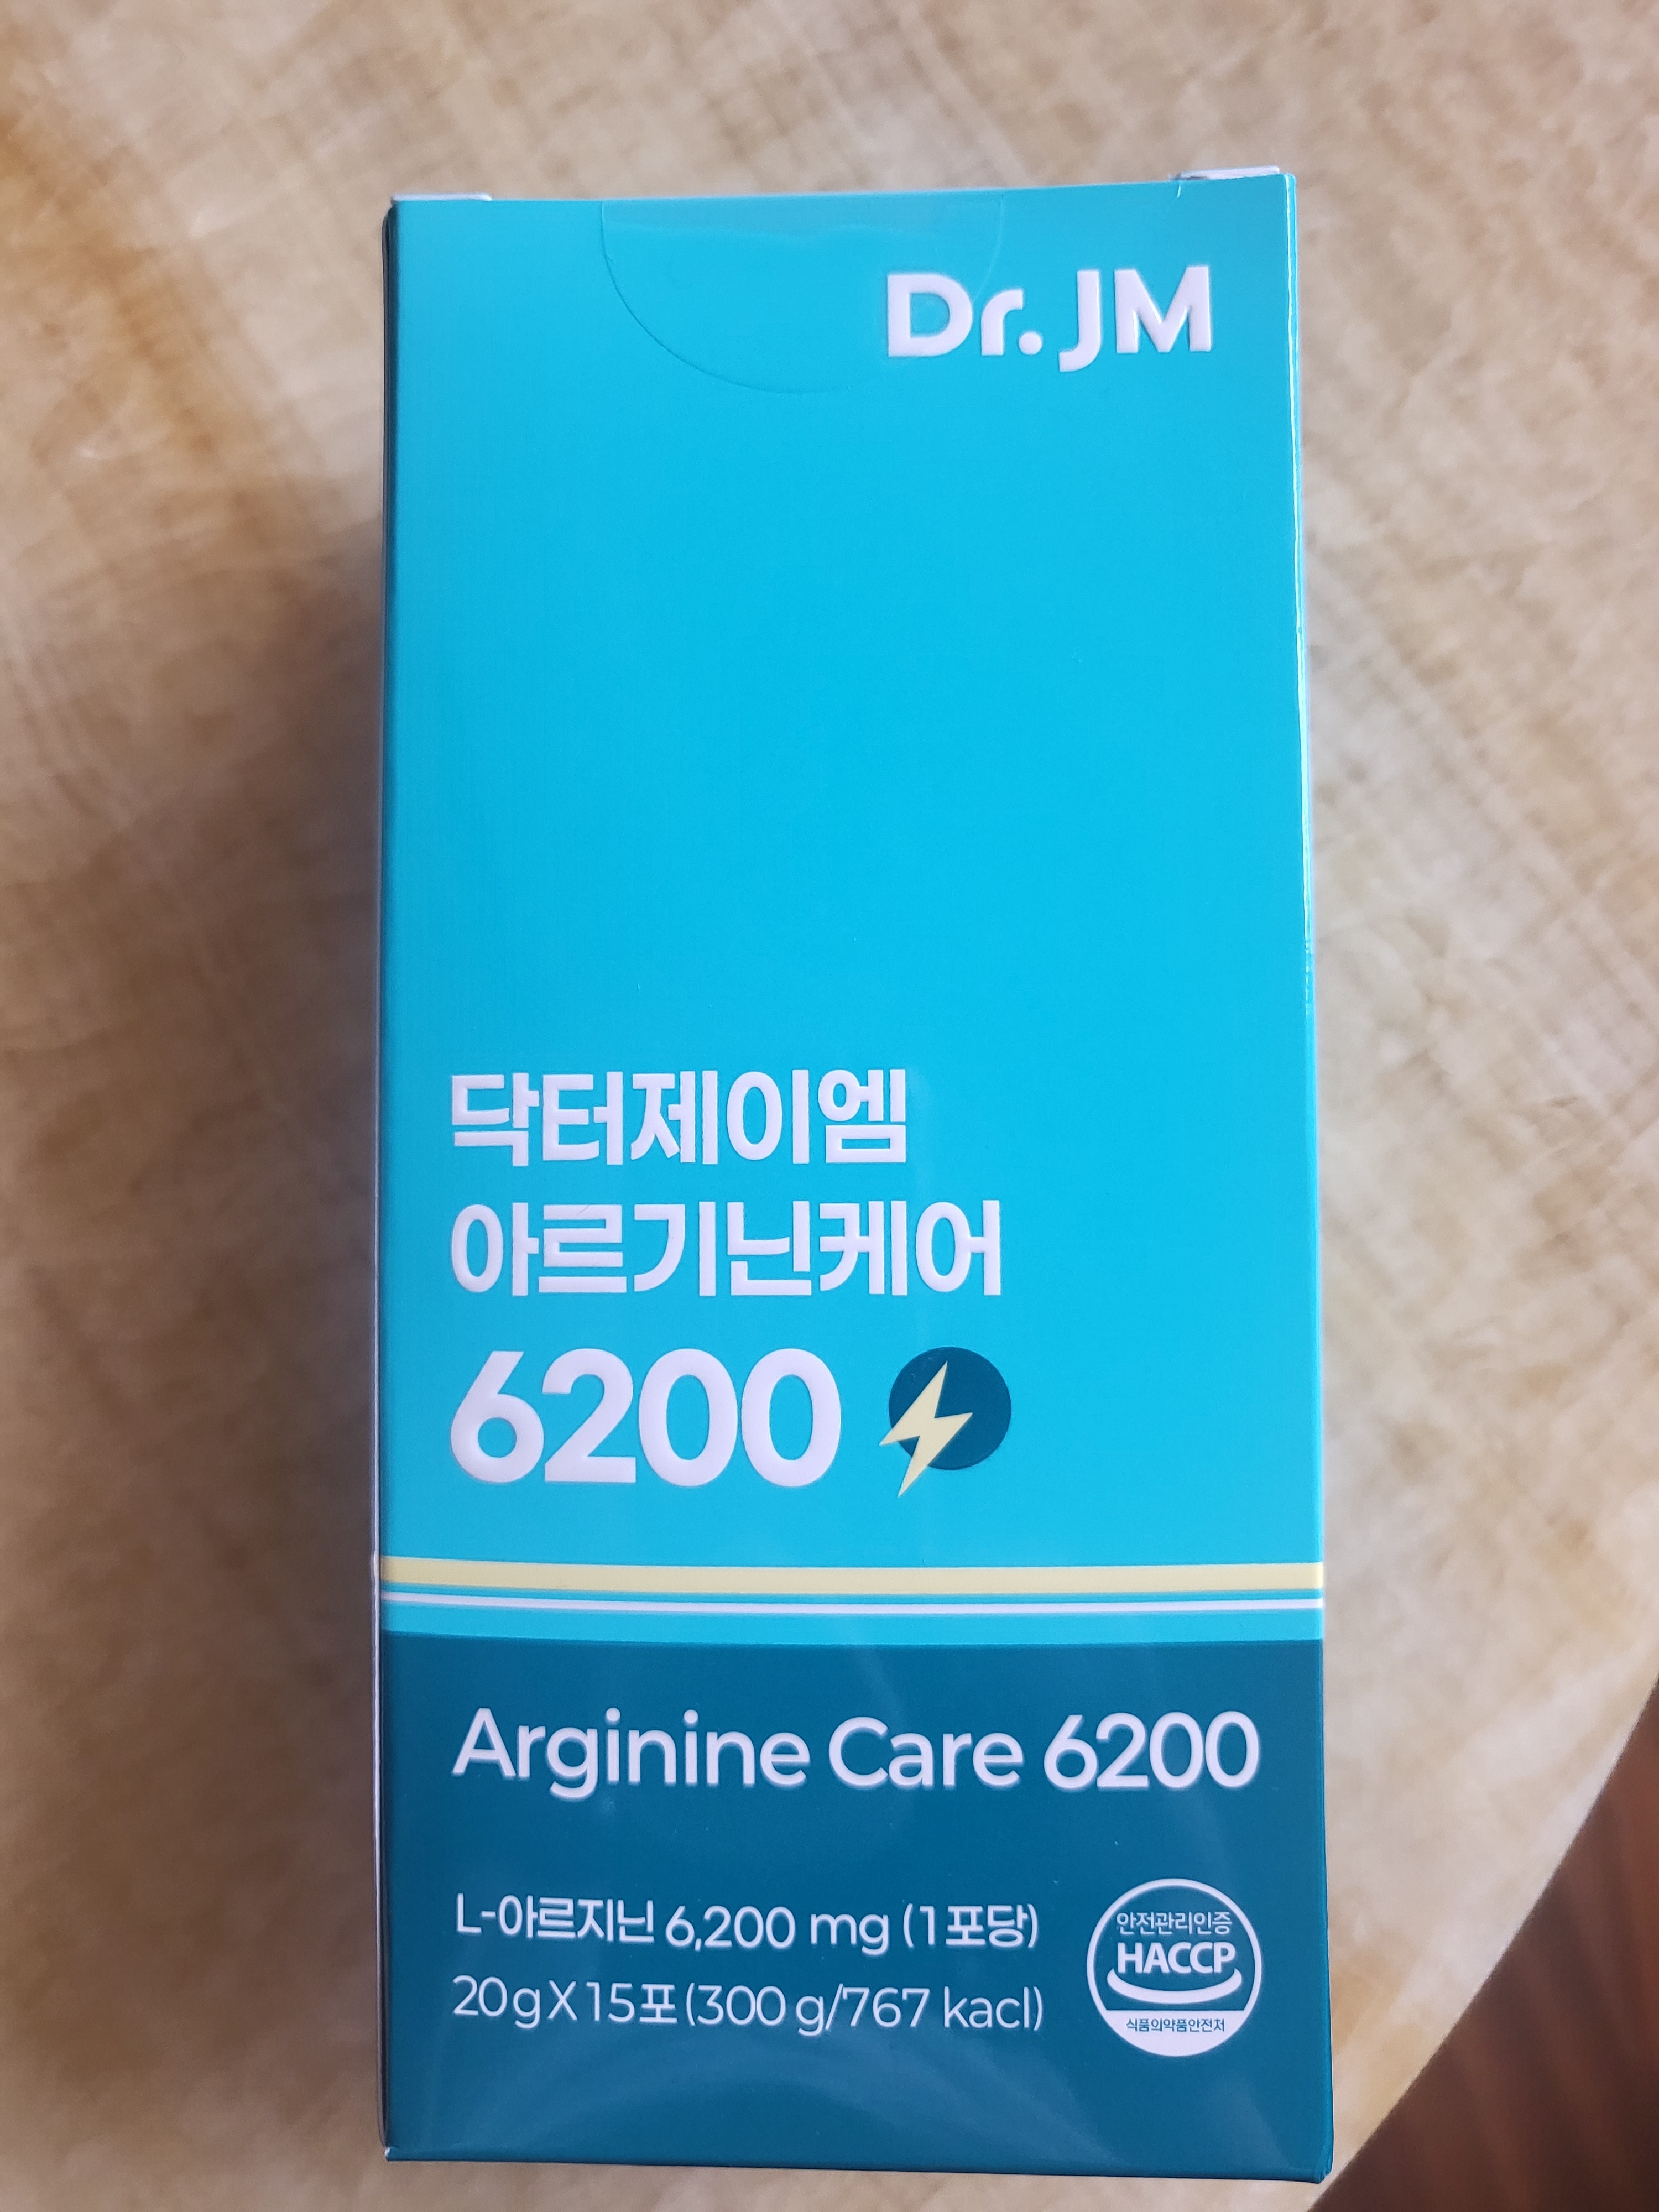 Dr. JM
닥터제이엠
아르기닌케어
6200
Arginine Care 6200
L-아르지닌 6,200 mg (1포당)
20g X 15포 (300 g/767 kacl)
안전관리인증
HACCP
식품의약품안전처